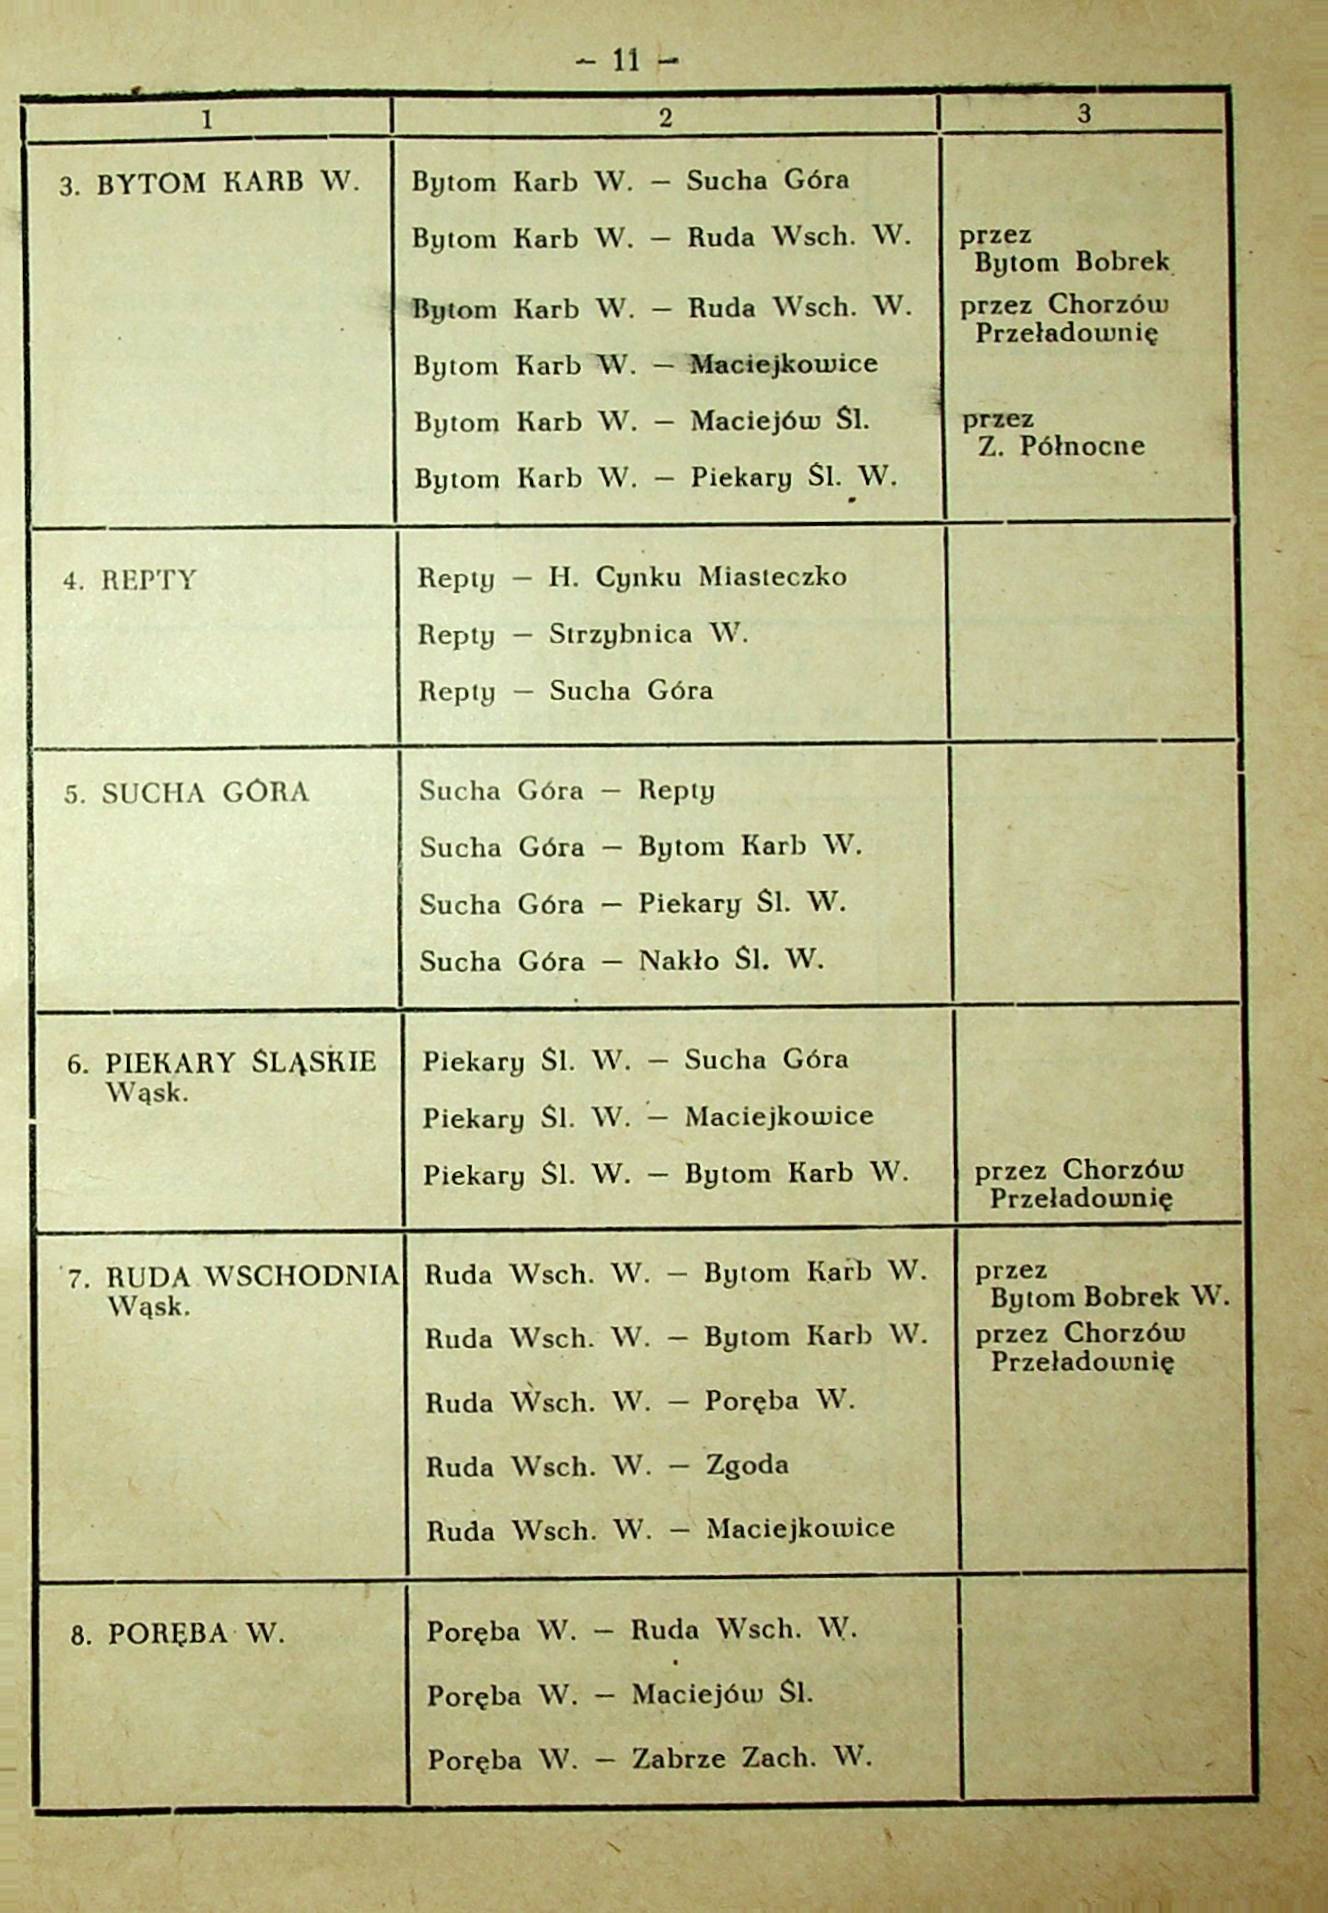 – 11 –
1 2 3
3. BYTOM KARB W. Bytom Karb W. — Sucha Góra
Bytom Karb W. — Ruda Wsch. W. przez
Bytom Bobrek
Bytom Karb W. — Ruda Wsch. W. przez Chorzów
Przeładownię
Bytom Karb W. — Maciejkowice
Bytom Karb W. — Maciejów Śl. przez
Z. Północne
Bytom Karb W. — Piekary Śl. W.
4. REPTY Repty — H. Cynku Miasteczko
Repty — Strzybnica W.
Repty — Sucha Góra
5. SUCHA GÓRA Sucha Góra — Repty
Sucha Góra — Bytom Karb W.
Sucha Góra — Piekary Śl. W.
Sucha Góra — Nakło Śl. W.
6. PIEKARY ŚLĄSKIE Piekary Śl. W. — Sucha Góra
Wąsk.
Piekary Śl. W. — Maciejkowice
Piekary Śl. W. — Bytom Karb W. przez Chorzów
Przeładownię
7. RUDA WSCHODNIA Ruda Wsch. W. — Bytom Karb W. przez
Wąsk. Bytom Bobrek W.
Ruda Wsch. W. — Bytom Karb W. przez Chorzów
Przeładownię
Ruda Wsch. W. — Poręba W.
Ruda Wsch. W. — Zgoda
Ruda Wsch. W. — Maciejkowice
8. PORĘBA W. Poręba W. — Ruda Wsch. W.
Poręba W. — Maciejów Śl.
Poręba W. — Zabrze Zach. W.